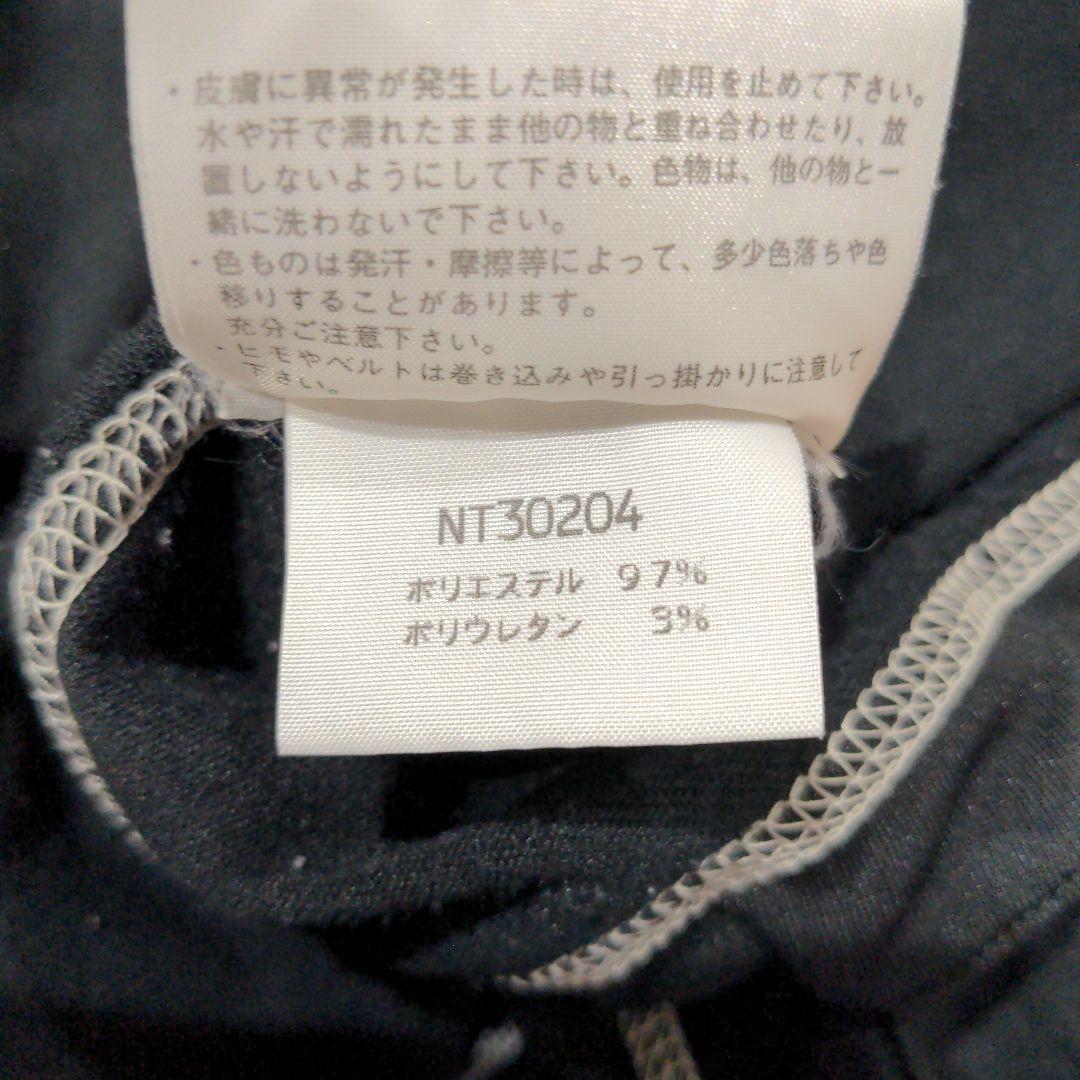 ・皮膚に異常が発生した時は、使用を止めて下さい。
水や汗で濡れたまま他の物と重ね合わせたり、放
置しないようにして下さい。色物は、他の物と一
緒に洗わないで下さい。
・色ものは発汗・摩擦等によって、多少色落ちや色
移りすることがあります。
充分ご注意下さい。
・ヒモやベルトは巻き込みや引っ掛かりに注意して
下さい。
NT30204
ポリエステル 97%
ポリウレタン 3%